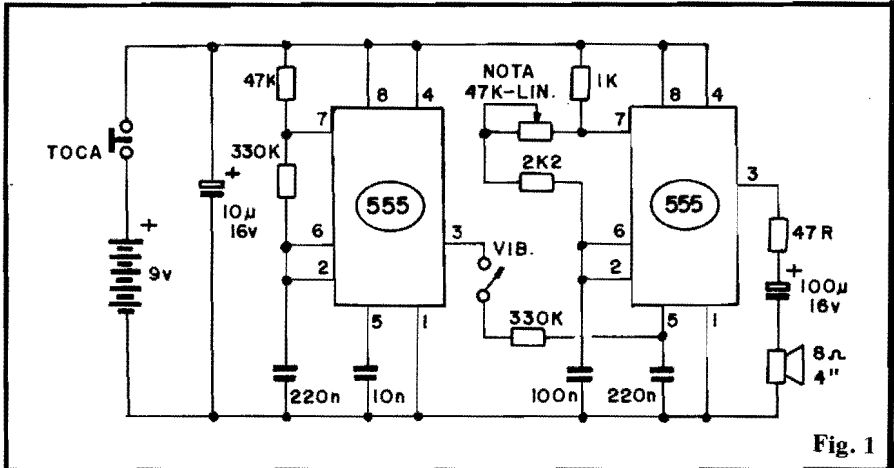 47K
8
4
NOTA
47K-LIN.
1K
8
4
7
7
TOCA
330K
2K2
+
3
+
10µ
16v
555
555
47R
6
3
6
+
9v
VIB.
2
2
100µ
16v
330K
5
1
5
1
8Ω
4"
220n
10n
100n
220n
Fig. 1